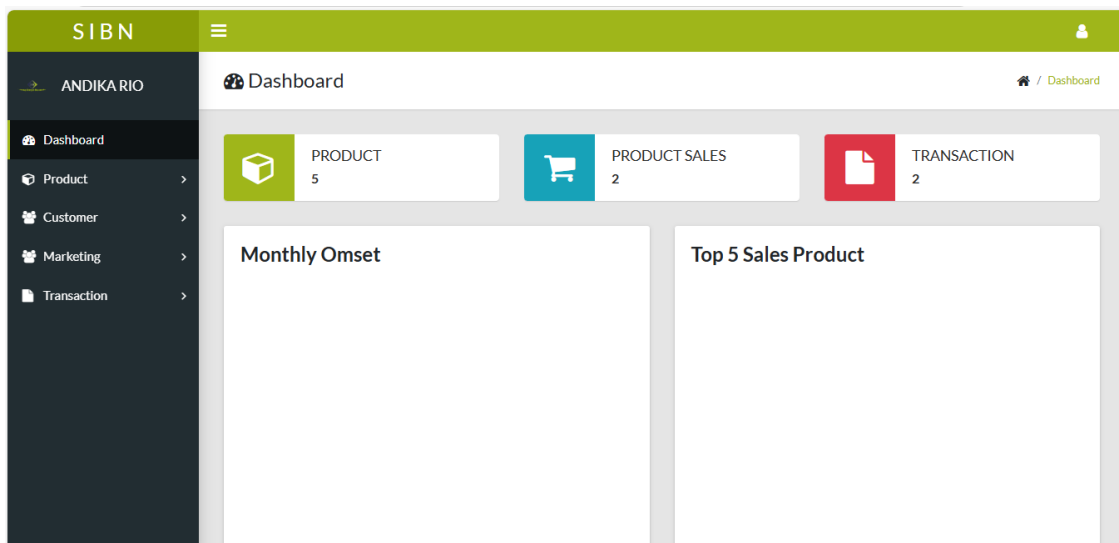 SIBN
ANDIKA RIO
Dashboard
Product
Customer
Marketing
Transaction
Dashboard
/ Dashboard
PRODUCT
5
PRODUCT SALES
2
TRANSACTION
2
Monthly Omset
Top 5 Sales Product